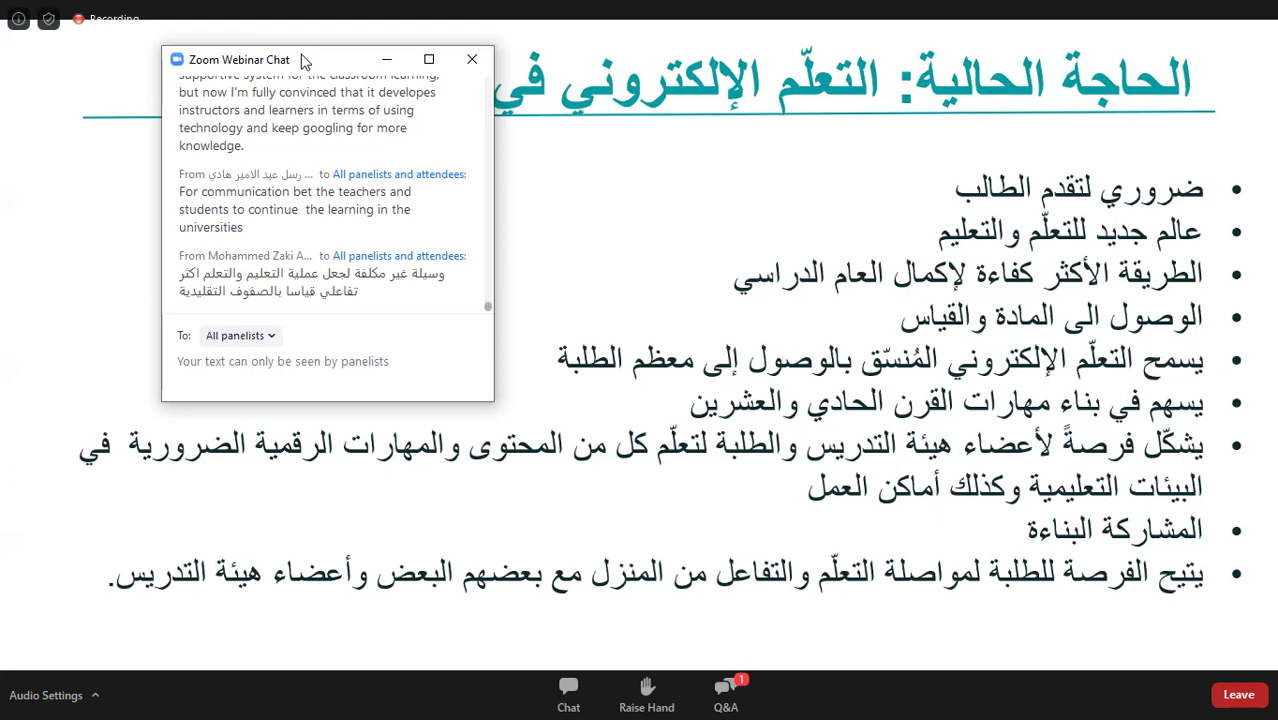 Recording
الحاجة الحالية: التعلّم الإلكتروني في
Zoom Webinar Chat
supportive system for the classroom learning,
but now I'm fully convinced that it developes
instructors and learners in terms of using
technology and keep googling for more
knowledge.
From رسل عبد الامير هادي ... to All panelists and attendees:
For communication bet the teachers and
students to continue the learning in the
universities
From Mohammed Zaki A... to All panelists and attendees:
وسيلة غير مكلفة لجعل عملية التعليم والتعلم اكثر
تفاعلي قياسا بالصفوف التقليدية
To: All panelists
Your text can only be seen by panelists
• ضروري لتقدم الطالب
• عالم جديد للتعلّم والتعليم
• الطريقة الأكثر كفاءة لإكمال العام الدراسي
• الوصول الى المادة والقياس
• يسمح التعلّم الإلكتروني المُنسّق بالوصول إلى معظم الطلبة
• يسهم في بناء مهارات القرن الحادي والعشرين
• يشكّل فرصةً لأعضاء هيئة التدريس والطلبة لتعلّم كل من المحتوى والمهارات الرقمية الضرورية في
البيئات التعليمية وكذلك أماكن العمل
• المشاركة البناءة
• يتيح الفرصة للطلبة لمواصلة التعلّم والتفاعل من المنزل مع بعضهم البعض وأعضاء هيئة التدريس.
Audio Settings
Chat
Raise Hand
1
Q&A
Leave